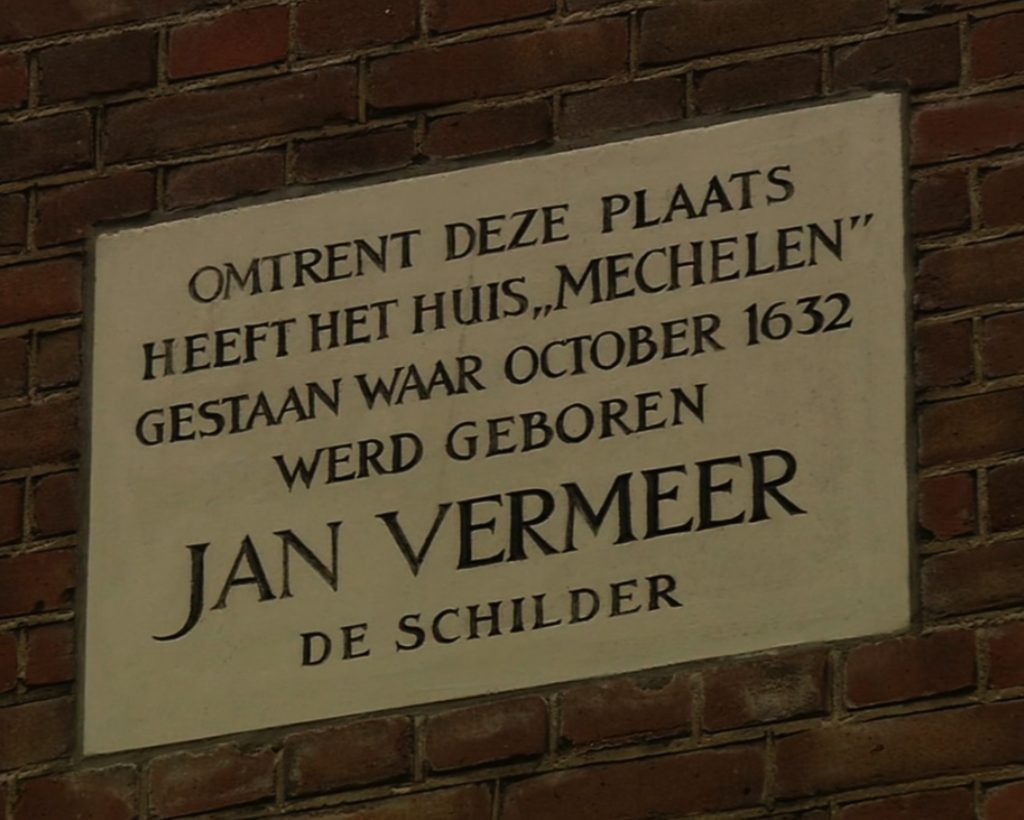 OMTRENT DEZE PLAATS
HEEFT HET HUIS „MECHELEN”
GESTAAN WAAR OCTOBER 1632
WERD GEBOREN
JAN VERMEER
DE SCHILDER